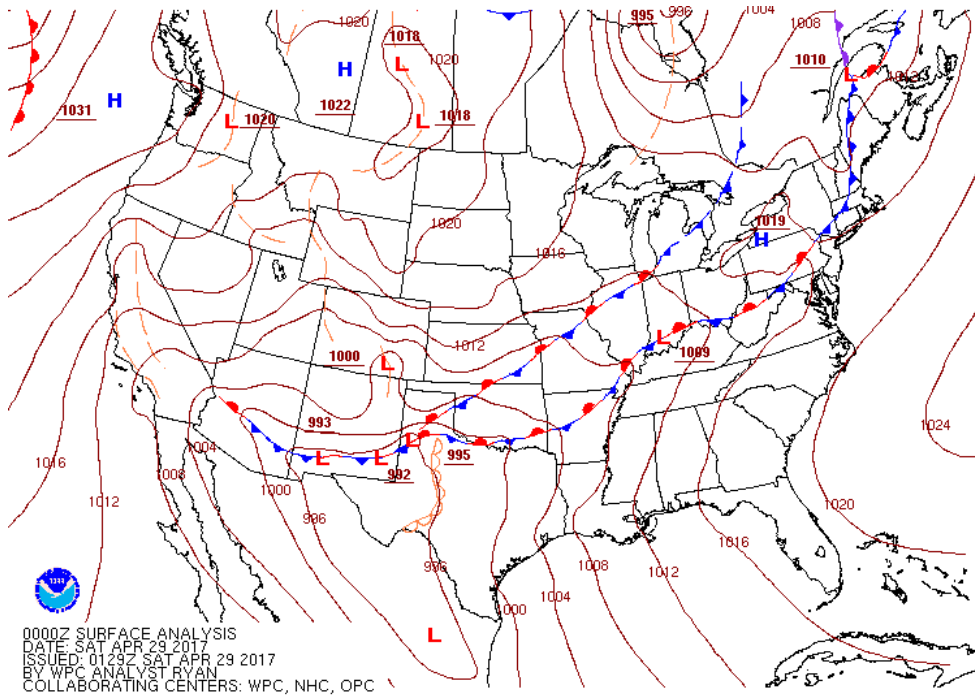 995
996
1004
1008
1018
1020
1010
1012
H
L
L
H
1031
1022
1020
L
L
1018
1020
1019
H
1016
1012
L
1009
1000
L
1024
993
1004
1016
1008
L
L
L
992
995
1020
1012
1000
996
1016
996
1008
1012
1004
1000
L
0000Z SURFACE ANALYSIS
DATE: SAT APR 29 2017
ISSUED: 0129Z SAT APR 29 2017
BY WPC ANALYST RYAN
COLLABORATING CENTERS: WPC, NHC, OPC